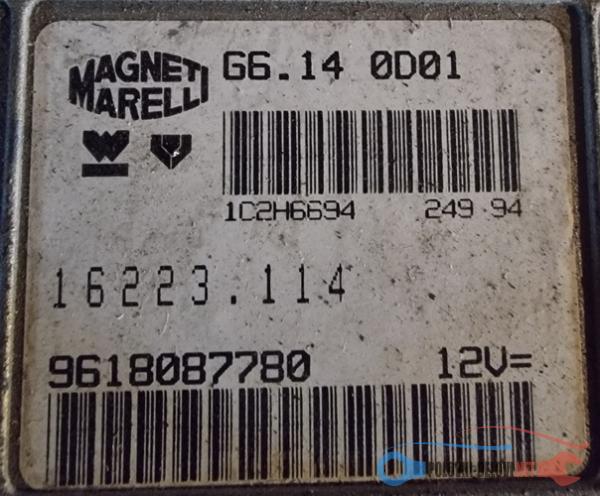 MAGNETI MARELLI
G6.14 0D01
1C2H6694 249 94
16223.114
9618087780 12V=